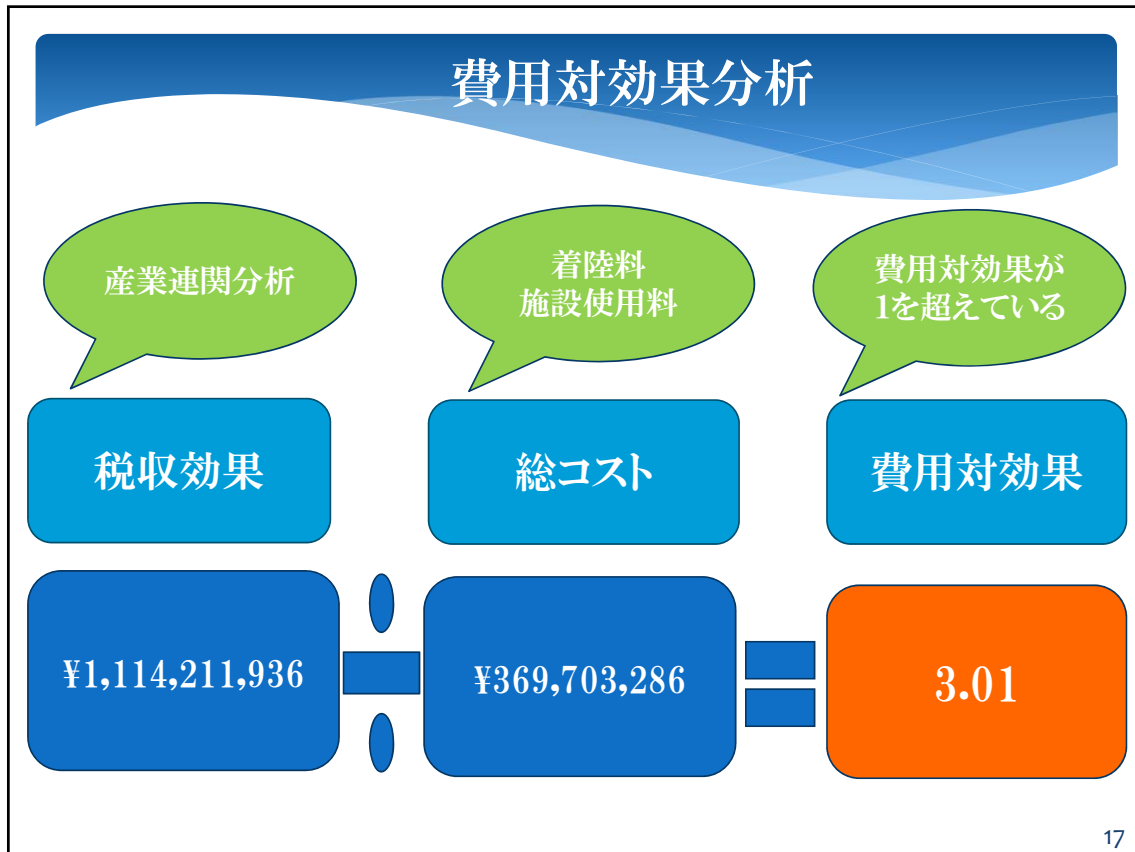 費用対効果分析
産業連関分析
着陸料
施設使用料
費用対効果が
1を超えている
税収効果
総コスト
費用対効果
¥1,114,211,936
¥369,703,286
3.01
17